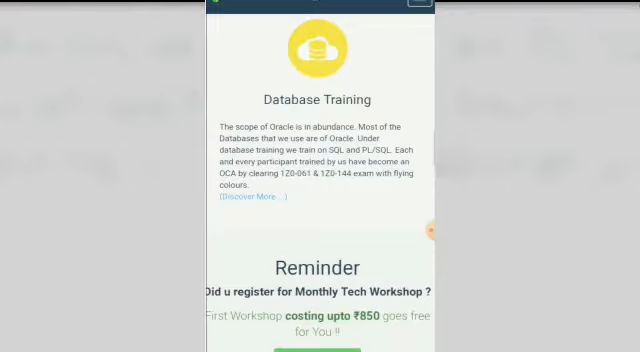 Database Training
The scope of Oracle is in abundance. Most of the
Databases that we use are of Oracle. Under
database training we train on SQL and PL/SQL. Each
and every participant trained by us have become an
OCA by clearing 1Z0-061 & 1Z0-144 exam with flying
colours.
(Discover More ...)
Reminder
Did u register for Monthly Tech Workshop ?
First Workshop costing upto ₹850 goes free
for You !!